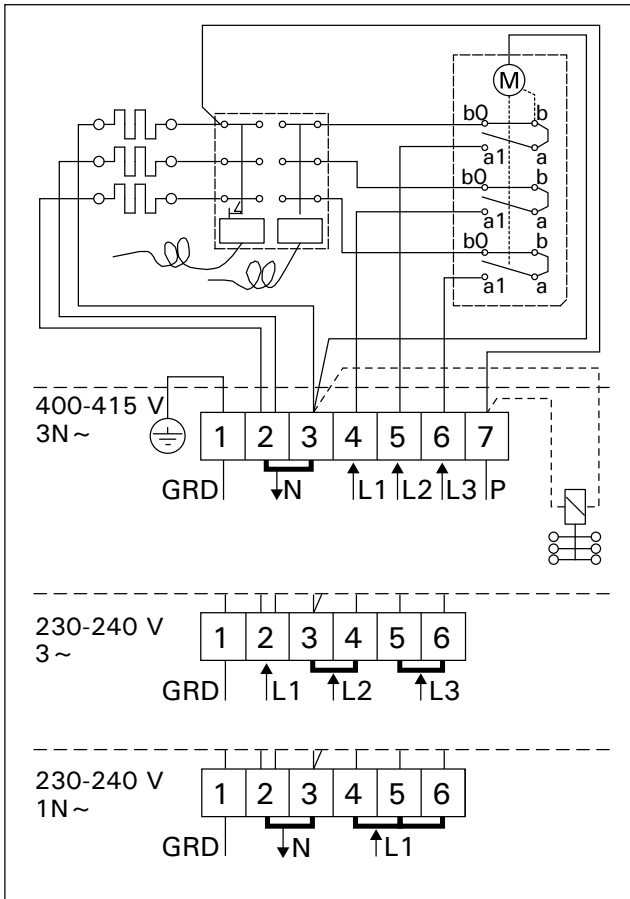 M
b0 b
a1 a
b0 b
a1 a
b0 b
a1 a
400-415 V
3N~
1 2 3 4 5 6 7
GRD N L1 L2 L3 P
230-240 V
3~
1 2 3 4 5 6
GRD L1 L2 L3
230-240 V
1N~
1 2 3 4 5 6
GRD N L1